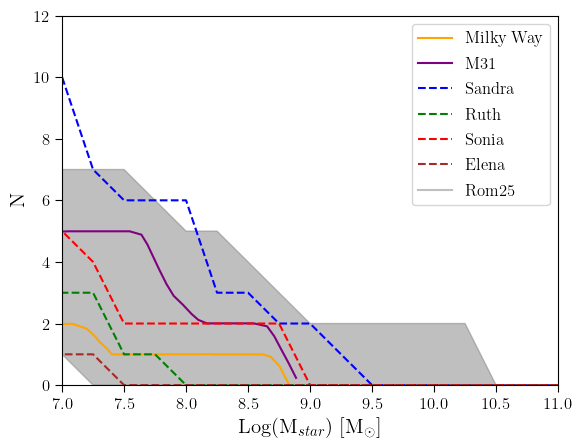 12
10
8
6
4
2
0
N
7.0 7.5 8.0 8.5 9.0 9.5 10.0 10.5 11.0
Log(M$_{star}$) [M$_\odot$]
Milky Way
M31
Sandra
Ruth
Sonia
Elena
Rom25